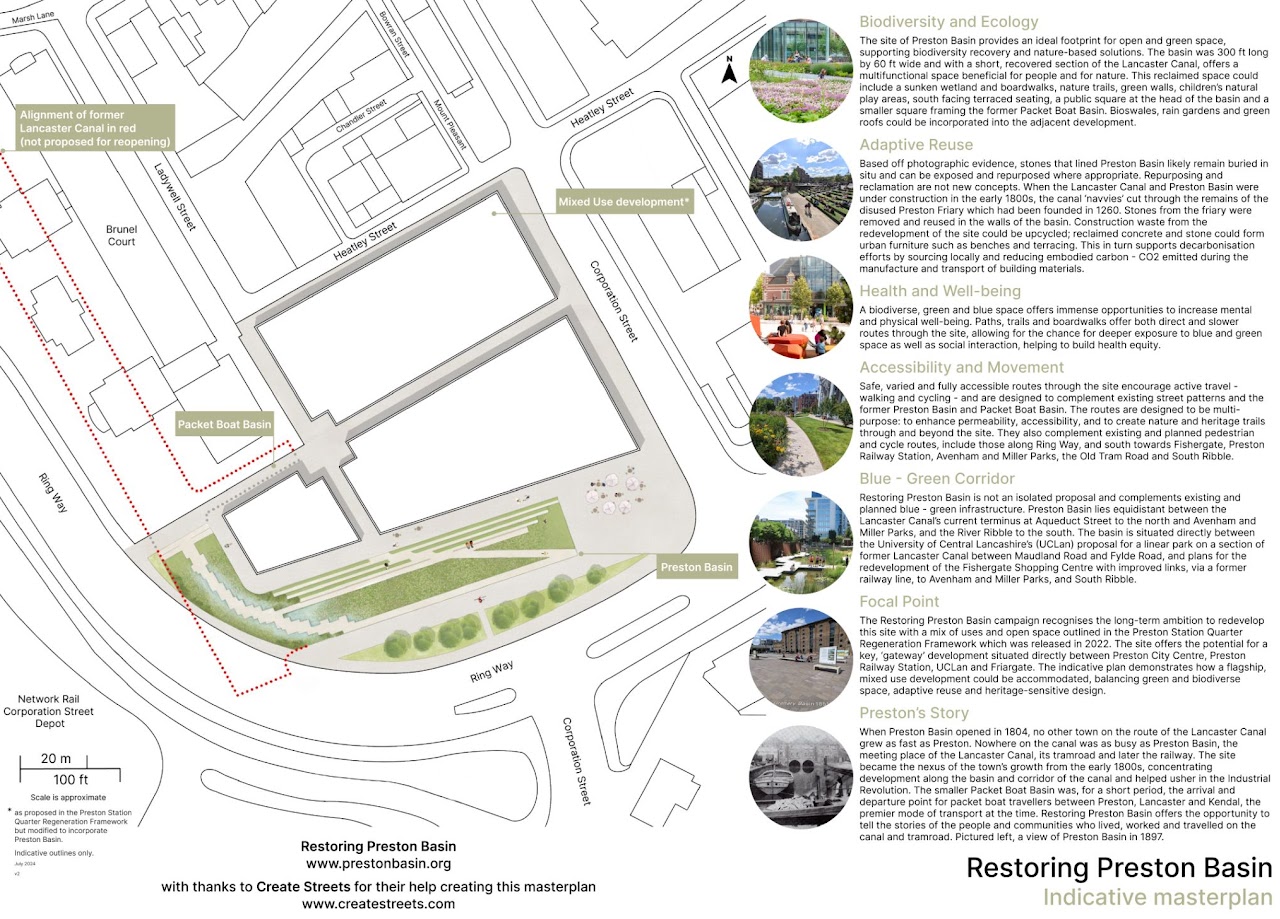 Marsh Lane
Bowran Street
Chandler Street
Mount Pleasant
Heatley Street
N
Alignment of former
Lancaster Canal in red
(not proposed for reopening)
Ladywell Street
Brunel
Court
Mixed Use development*
Heatley Street
Corporation Street
Packet Boat Basin
Ring Way
Preston Basin
Ring Way
Corporation Street
Network Rail
Corporation Street
Depot
20 m
100 ft
Scale is approximate
* as proposed in the Preston Station
Quarter Regeneration Framework
but modified to incorporate
Preston Basin.
Indicative outlines only.
July 2024
v2
Restoring Preston Basin
www.prestonbasin.org
with thanks to Create Streets for their help creating this masterplan
www.createstreets.com
Biodiversity and Ecology
The site of Preston Basin provides an ideal footprint for open and green space,
supporting biodiversity recovery and nature-based solutions. The basin was 300 ft long
by 60 ft wide and with a short, recovered section of the Lancaster Canal, offers a
multifunctional space beneficial for people and for nature. This reclaimed space could
include a sunken wetland and boardwalks, nature trails, green walls, children's natural
play areas, south facing terraced seating, a public square at the head of the basin and a
smaller square framing the former Packet Boat Basin. Bioswales, rain gardens and green
roofs could be incorporated into the adjacent development.
Adaptive Reuse
Based off photographic evidence, stones that lined Preston Basin likely remain buried in
situ and can be exposed and repurposed where appropriate. Repurposing and
reclamation are not new concepts. When the Lancaster Canal and Preston Basin were
under construction in the early 1800s, the canal 'navvies' cut through the remains of the
disused Preston Friary which had been founded in 1260. Stones from the friary were
removed and reused in the walls of the basin. Construction waste from the
redevelopment of the site could be upcycled; reclaimed concrete and stone could form
urban furniture such as benches and terracing. This in turn supports decarbonisation
efforts by sourcing locally and reducing embodied carbon - CO2 emitted during the
manufacture and transport of building materials.
Health and Well-being
A biodiverse, green and blue space offers immense opportunities to increase mental
and physical well-being. Paths, trails and boardwalks offer both direct and slower
routes through the site, allowing for the chance for deeper exposure to blue and green
space as well as social interaction, helping to build health equity.
Accessibility and Movement
Safe, varied and fully accessible routes through the site encourage active travel -
walking and cycling - and are designed to complement existing street patterns and the
former Preston Basin and Packet Boat Basin. The routes are designed to be multi-
purpose: to enhance permeability, accessibility, and to create nature and heritage trails
through and beyond the site. They also complement existing and planned pedestrian
and cycle routes, include those along Ring Way, and south towards Fishergate, Preston
Railway Station, Avenham and Miller Parks, the Old Tram Road and South Ribble.
Blue - Green Corridor
Restoring Preston Basin is not an isolated proposal and complements existing and
planned blue - green infrastructure. Preston Basin lies equidistant between the
Lancaster Canal's current terminus at Aqueduct Street to the north and Avenham and
Miller Parks, and the River Ribble to the south. The basin is situated directly between
the University of Central Lancashire's (UCLan) proposal for a linear park on a section of
former Lancaster Canal between Maudland Road and Fylde Road, and plans for the
redevelopment of the Fishergate Shopping Centre with improved links, via a former
railway line, to Avenham and Miller Parks, and South Ribble.
Focal Point
The Restoring Preston Basin campaign recognises the long-term ambition to redevelop
this site with a mix of uses and open space outlined in the Preston Station Quarter
Regeneration Framework which was released in 2022. The site offers the potential for a
key, 'gateway' development situated directly between Preston City Centre, Preston
Railway Station, UCLan and Friargate. The indicative plan demonstrates how a flagship,
mixed use development could be accommodated, balancing green and biodiverse
space, adaptive reuse and heritage-sensitive design.
Preston's Story
When Preston Basin opened in 1804, no other town on the route of the Lancaster Canal
grew as fast as Preston. Nowhere on the canal was as busy as Preston Basin, the
meeting place of the Lancaster Canal, its tramroad and later the railway. The site
became the nexus of the town's growth from the early 1800s, concentrating
development along the basin and corridor of the canal and helped usher in the Industrial
Revolution. The smaller Packet Boat Basin was, for a short period, the arrival and
departure point for packet boat travellers between Preston, Lancaster and Kendal, the
premier mode of transport at the time. Restoring Preston Basin offers the opportunity to
tell the stories of the people and communities who lived, worked and travelled on the
canal and tramroad. Pictured left, a view of Preston Basin in 1897.
Restoring Preston Basin
Indicative masterplan